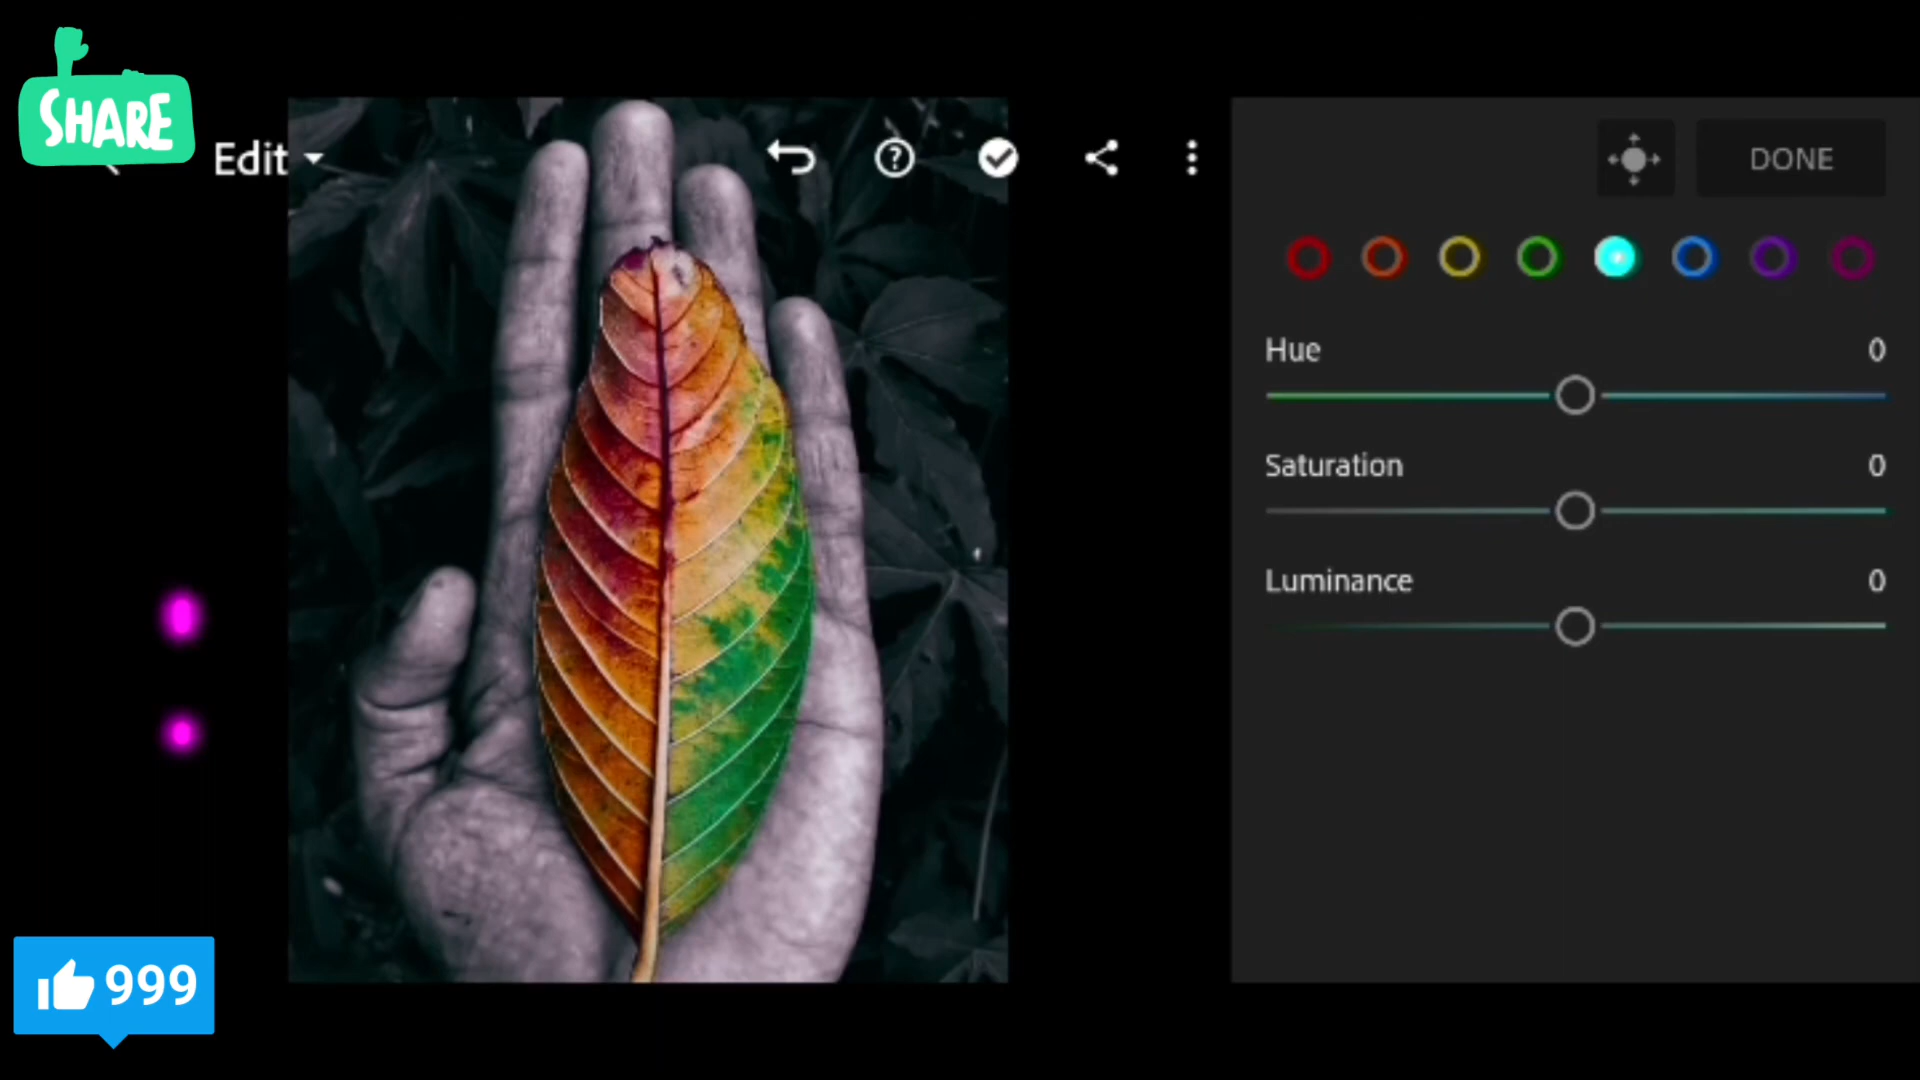 SHARE
Edit
DONE
Hue 0
Saturation 0
Luminance 0
999